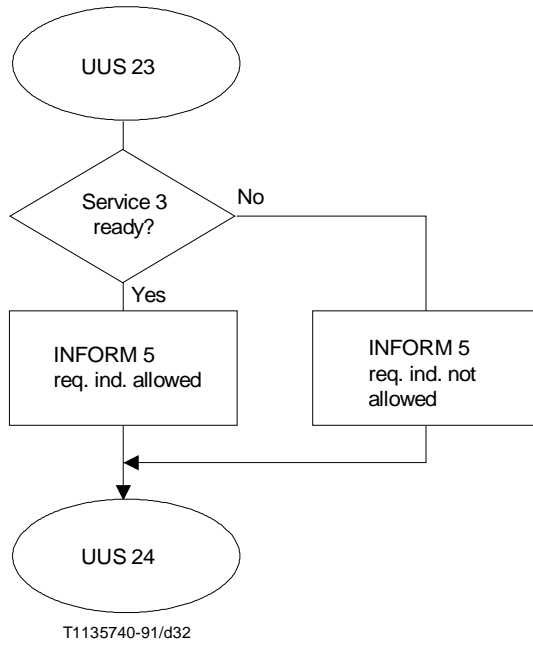 UUS 23
Service 3
ready?
No
Yes
INFORM 5
req. ind. allowed
INFORM 5
req. ind. not
allowed
UUS 24
T1135740-91/d32